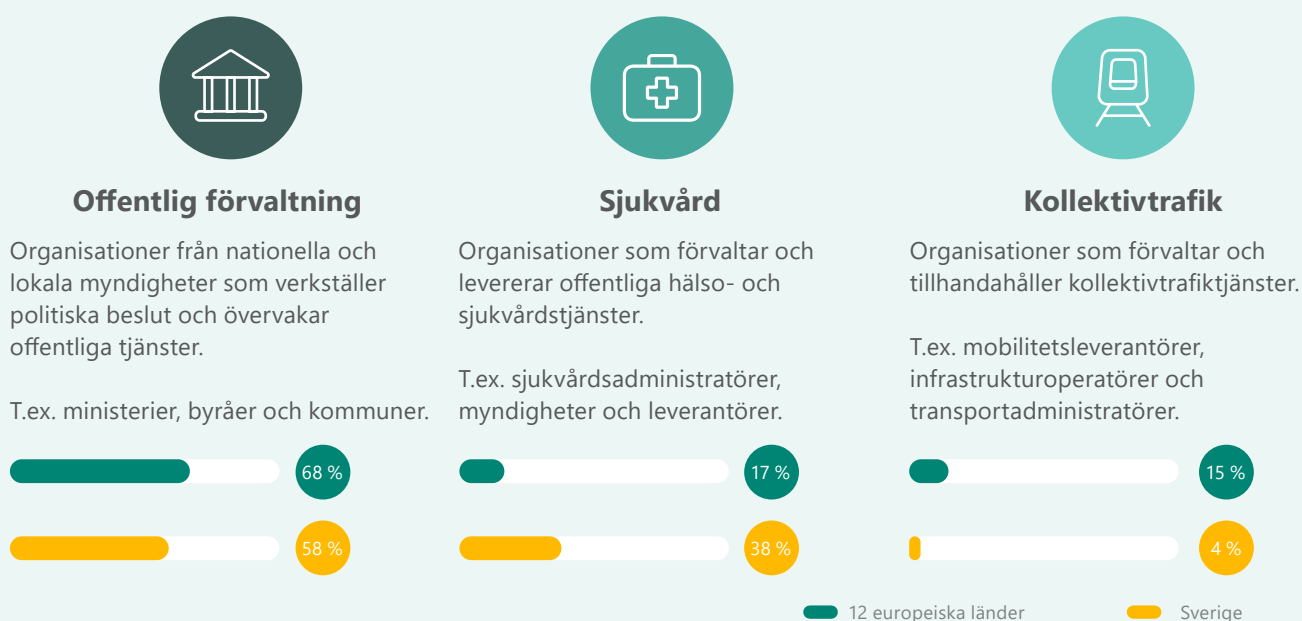 Offentlig förvaltning
Organisationer från nationella och
lokala myndigheter som verkställer
politiska beslut och övervakar
offentliga tjänster.
T.ex. ministerier, byråer och kommuner.
68 %
58 %
Sjukvård
Organisationer som förvaltar och
levererar offentliga hälso- och
sjukvårdstjänster.
T.ex. sjukvårdsadministratörer,
myndigheter och leverantörer.
17 %
38 %
Kollektivtrafik
Organisationer som förvaltar och
tillhandahåller kollektivtrafiktjänster.
T.ex. mobilitetsleverantörer,
infrastrukturoperatörer och
transportadministratörer.
15 %
4 %
12 europeiska länder
Sverige